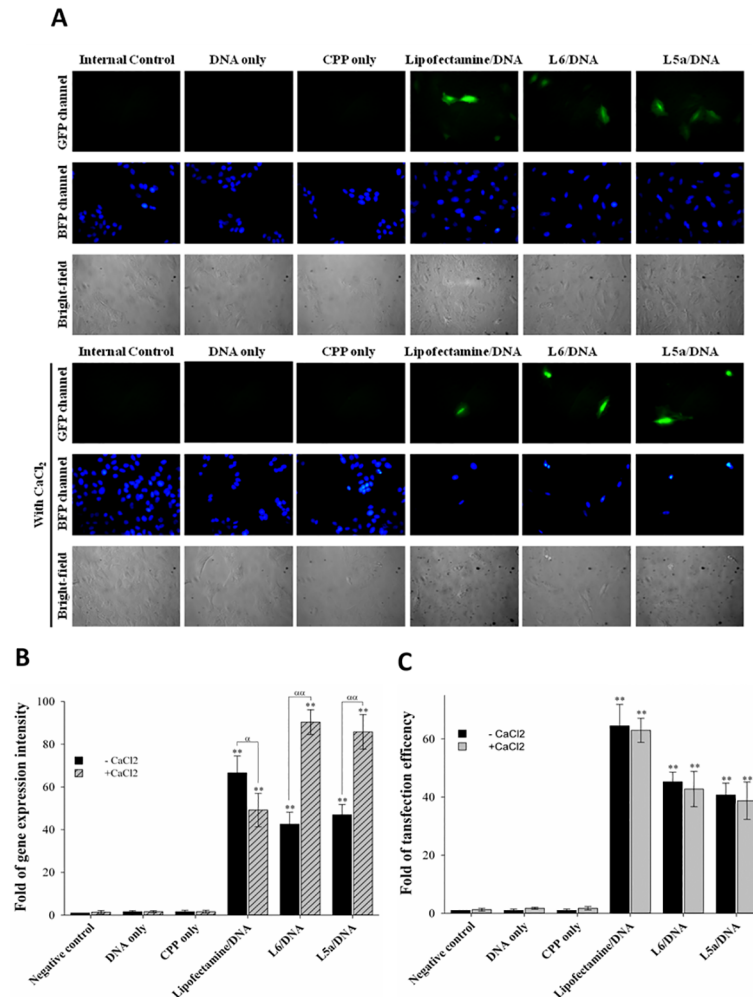 A
Internal Control DNA only CPP only Lipofectamine/DNA L6/DNA L5a/DNA
GFP channel
BFP channel
Bright-field
Internal Control DNA only CPP only Lipofectamine/DNA L6/DNA L5a/DNA
With CaCl₂
GFP channel
BFP channel
Bright-field
B
Fold of gene expression intensity
100
80
60
40
20
0
- CaCl2
+CaCl2
** α ** ** αα ** ** αα **
Negative control
DNA only
CPP only
Lipofectamine/DNA
L6/DNA
L5a/DNA
C
Fold of tansfection efficency
60
40
20
0
- CaCl2
+CaCl2
** ** ** ** ** **
Negative control
DNA only
CPP only
Lipofectamine/DNA
L6/DNA
L5a/DNA